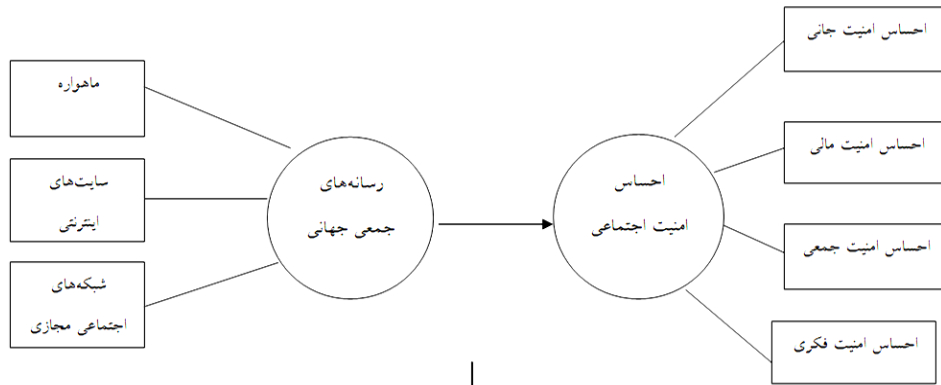 احساس امنیت جانی
ماهواره
احساس امنیت مالی
رسانه‌های
جمعی جهانی
احساس
امنیت اجتماعی
سایت‌های
اینترنتی
احساس امنیت جمعی
شبکه‌های
اجتماعی مجازی
احساس امنیت فکری